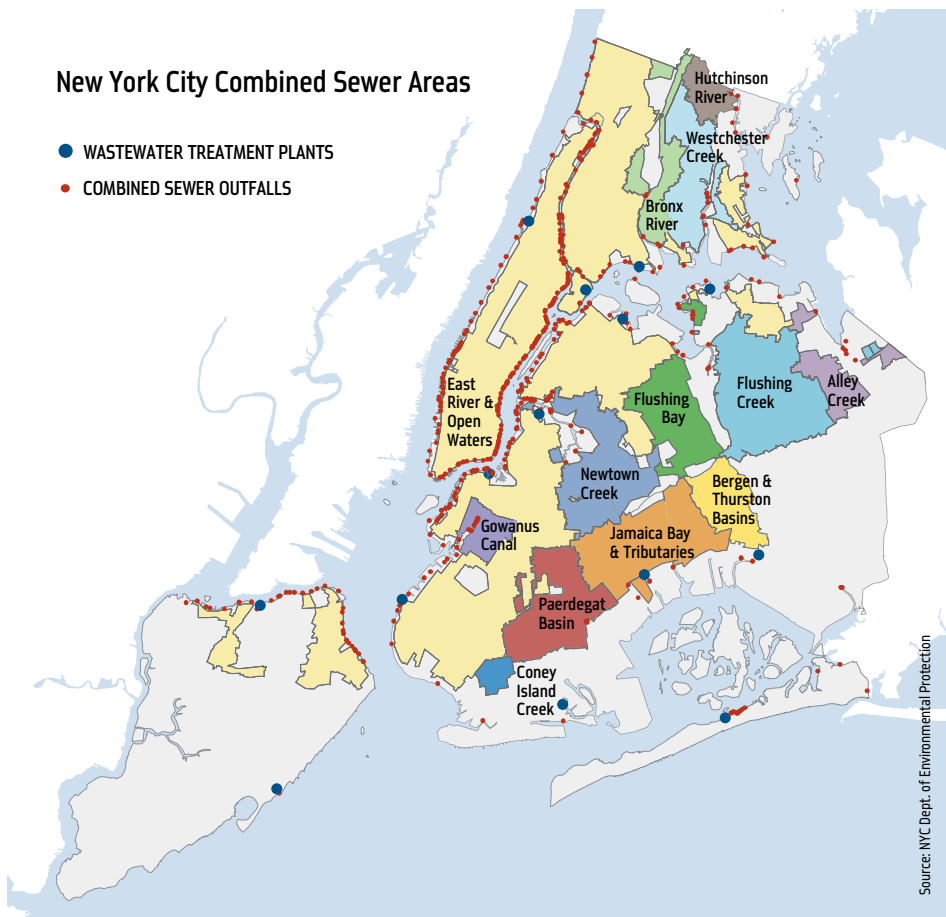 New York City Combined Sewer Areas
WASTEWATER TREATMENT PLANTS
COMBINED SEWER OUTFALLS
Hutchinson
River
Westchester
Creek
Bronx
River
East
River &
Open
Waters
Flushing
Bay
Flushing
Creek
Alley
Creek
Newtown
Creek
Bergen &
Thurston
Basins
Gowanus
Canal
Jamaica Bay
& Tributaries
Paerdegat
Basin
Coney
Island
Creek
Source: NYC Dept. of Environmental Protection